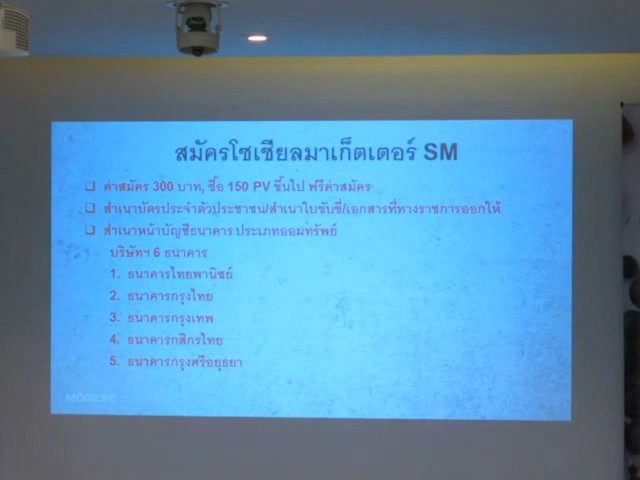 สมัครโซเชียลมาเก็ตเตอร์ SM
❑ ค่าสมัคร 300 บาท, ซื้อ 150 PV ขึ้นไป ฟรีค่าสมัคร
❑ สำเนาบัตรประจำตัวประชาชน/สำเนาใบขับขี่/เอกสารที่ทางราชการออกให้
❑ สำเนาหน้าบัญชีธนาคาร ประเภทออมทรัพย์
บริษัทฯ 6 ธนาคาร
1. ธนาคารไทยพานิชย์
2. ธนาคารกรุงไทย
3. ธนาคารกรุงเทพ
4. ธนาคารกสิกรไทย
5. ธนาคารกรุงศรีอยุธยา
MODERE